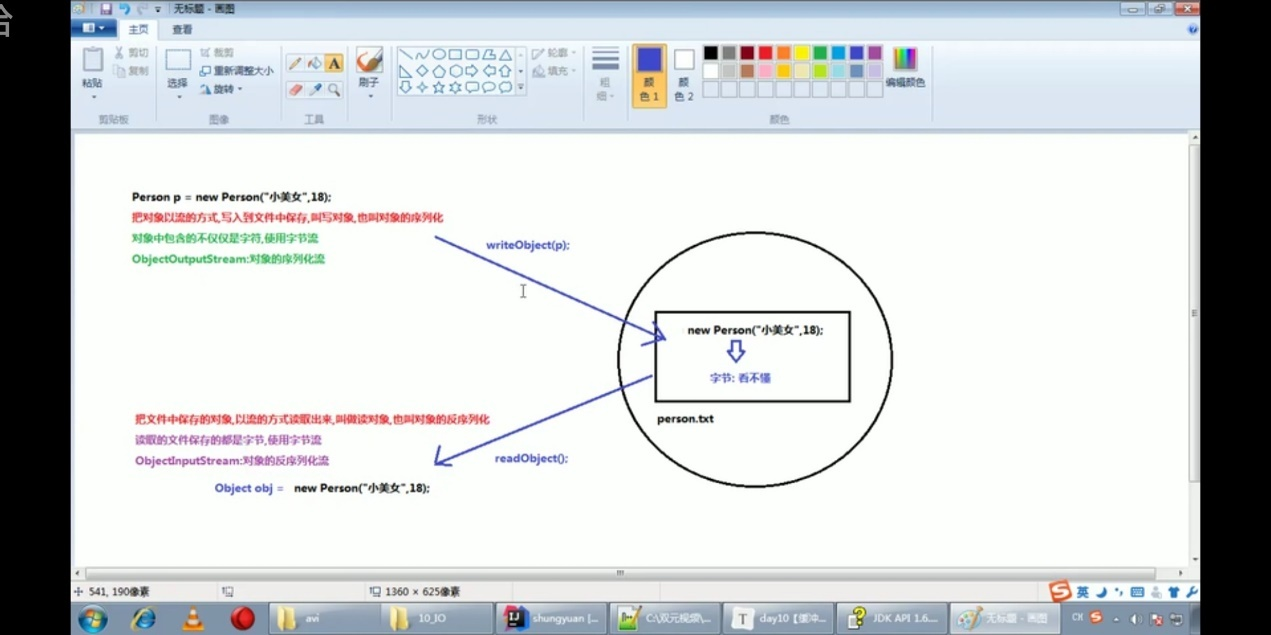 无标题 - 画图
主页
查看
粘贴
剪切
复制
选择
裁剪
重新调整大小
旋转
A
刷子
轮廓
填充
粗
细
颜
色 1
颜
色 2
编辑颜色
剪贴板
图像
工具
形状
颜色
Person p = new Person("小美女",18);
把对象以流的方式,写入到文件中保存,叫写对象,也叫对象的序列化
对象中包含的不仅仅是字符,使用字节流
ObjectOutputStream:对象的序列化流
writeObject(p);
new Person("小美女",18);
字节: 看不懂
person.txt
把文件中保存的对象,以流的方式读取出来,叫做读对象,也叫对象的反序列化
读取的文件保存的都是字节,使用字节流
ObjectInputStream:对象的反序列化流
readObject();
Object obj = new Person("小美女",18);
541, 190像素
1360 × 625像素
英
avi
10_IO
shungyuan [...
C:\双元视频\...
day10【缓冲...
JDK API 1.6....
无标题 - 画图
CH